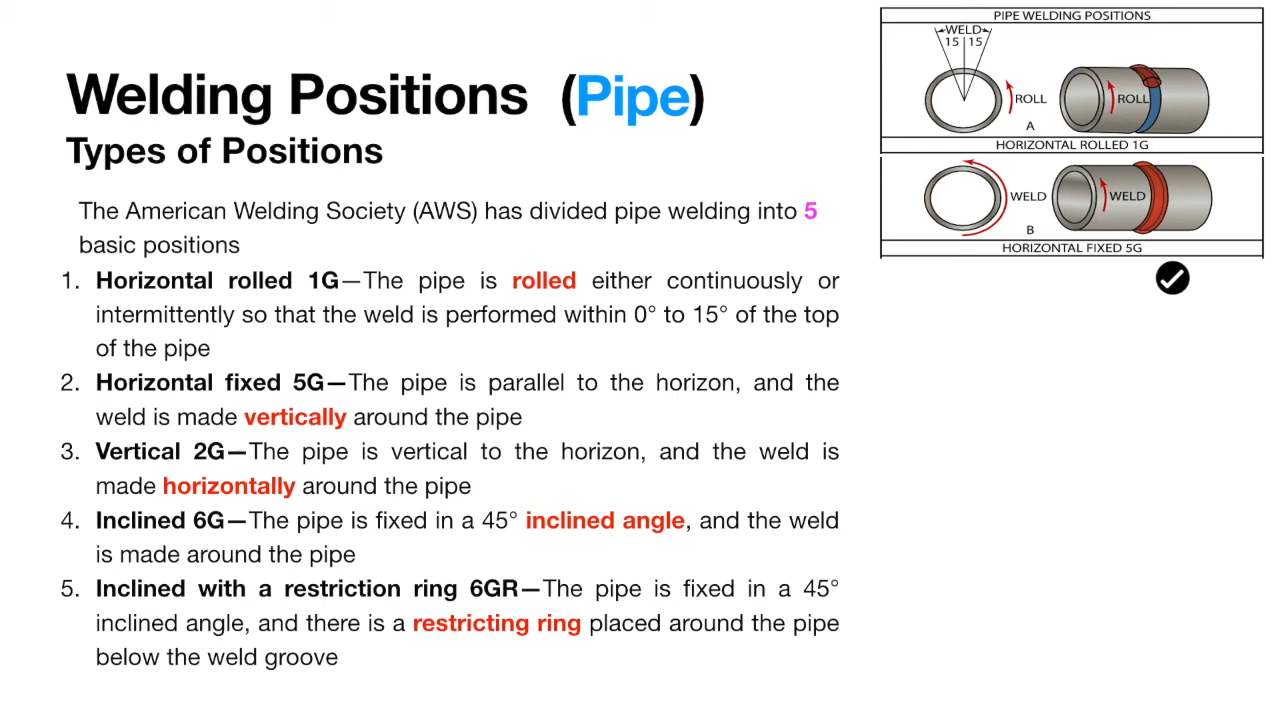 Welding Positions (Pipe)
Types of Positions
The American Welding Society (AWS) has divided pipe welding into 5
basic positions
1. Horizontal rolled 1G—The pipe is rolled either continuously or
intermittently so that the weld is performed within 0° to 15° of the top
of the pipe
2. Horizontal fixed 5G—The pipe is parallel to the horizon, and the
weld is made vertically around the pipe
3. Vertical 2G—The pipe is vertical to the horizon, and the weld is
made horizontally around the pipe
4. Inclined 6G—The pipe is fixed in a 45° inclined angle, and the weld
is made around the pipe
5. Inclined with a restriction ring 6GR—The pipe is fixed in a 45°
inclined angle, and there is a restricting ring placed around the pipe
below the weld groove
PIPE WELDING POSITIONS
WELD
15 15
ROLL
ROLL
A
HORIZONTAL ROLLED 1G
WELD
WELD
B
HORIZONTAL FIXED 5G